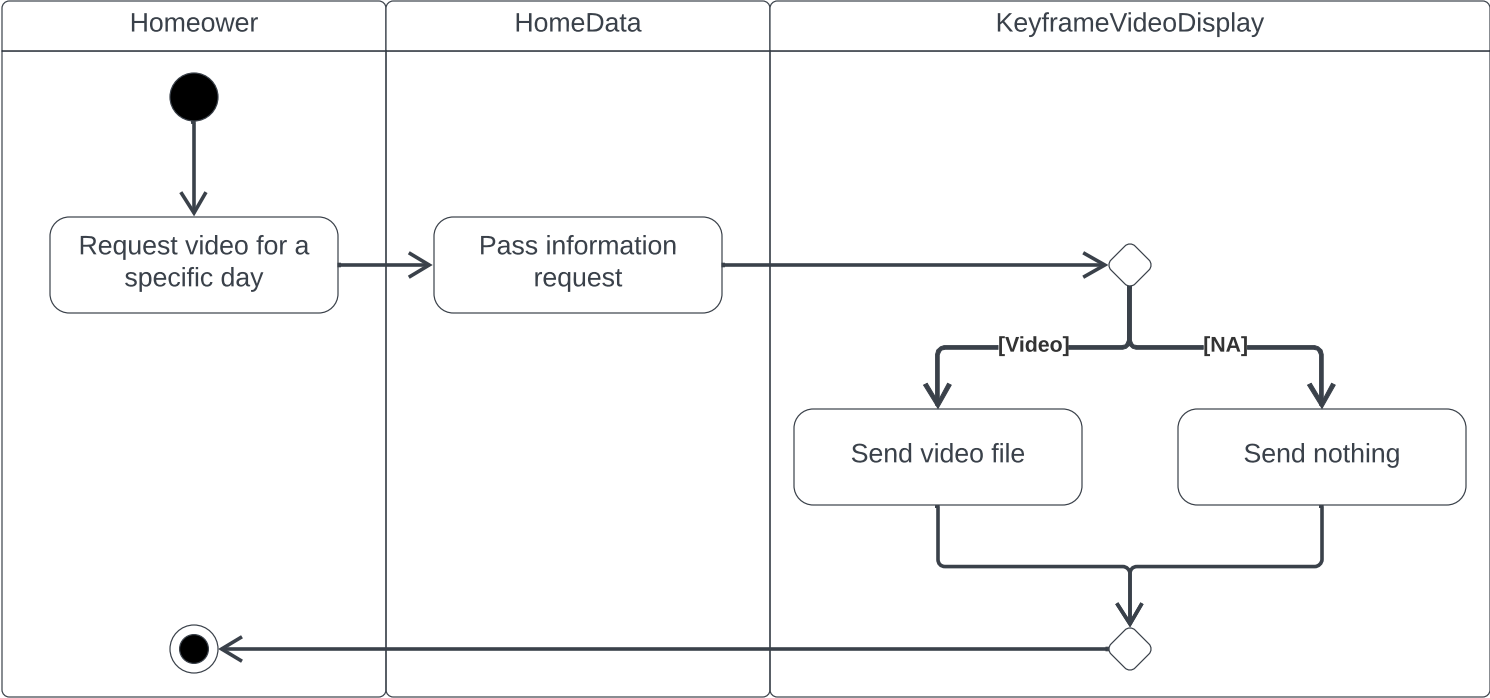 Homeower
HomeData
KeyframeVideoDisplay
Request video for a
specific day
Pass information
request
[Video]
[NA]
Send video file
Send nothing